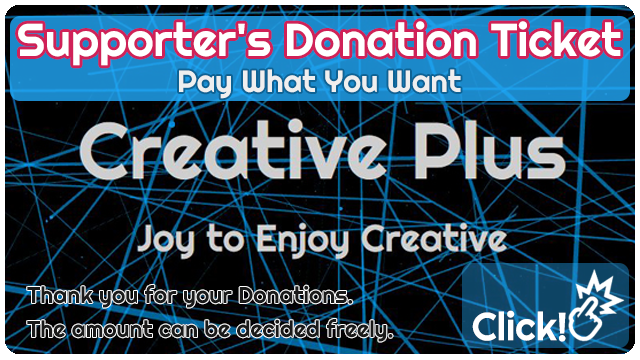 Supporter's Donation Ticket
Pay What You Want
Creative Plus
Joy to Enjoy Creative
Thank you for your Donations.
The amount can be decided freely.
Click!